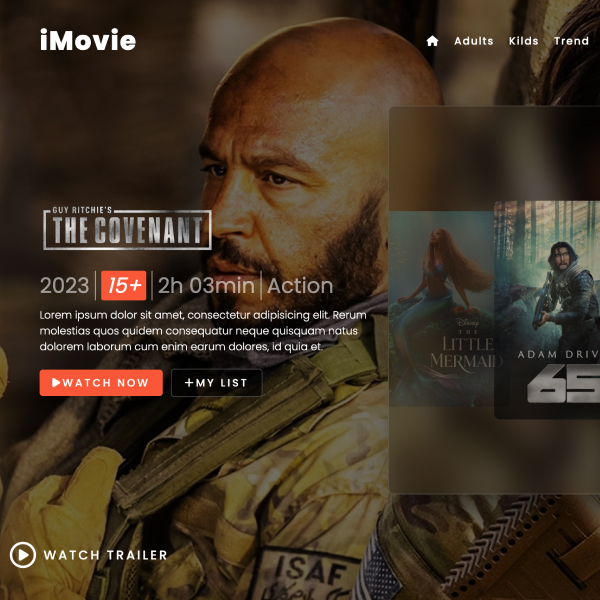 iMovie
Adults Kilds Trend
GUY RITCHIE'S
THE COVENANT
2023 15+ 2h 03min Action
Lorem ipsum dolor sit amet, consectetur adipisicing elit. Rerum
molestias quos quidem consequatur neque quisquam natus
dolorem laborum cum enim earum dolores, id quia et.
WATCH NOW
MY LIST
Disney
THE
LITTLE
MERMAID
ADAM DRIV
65
WATCH TRAILER
ISAF